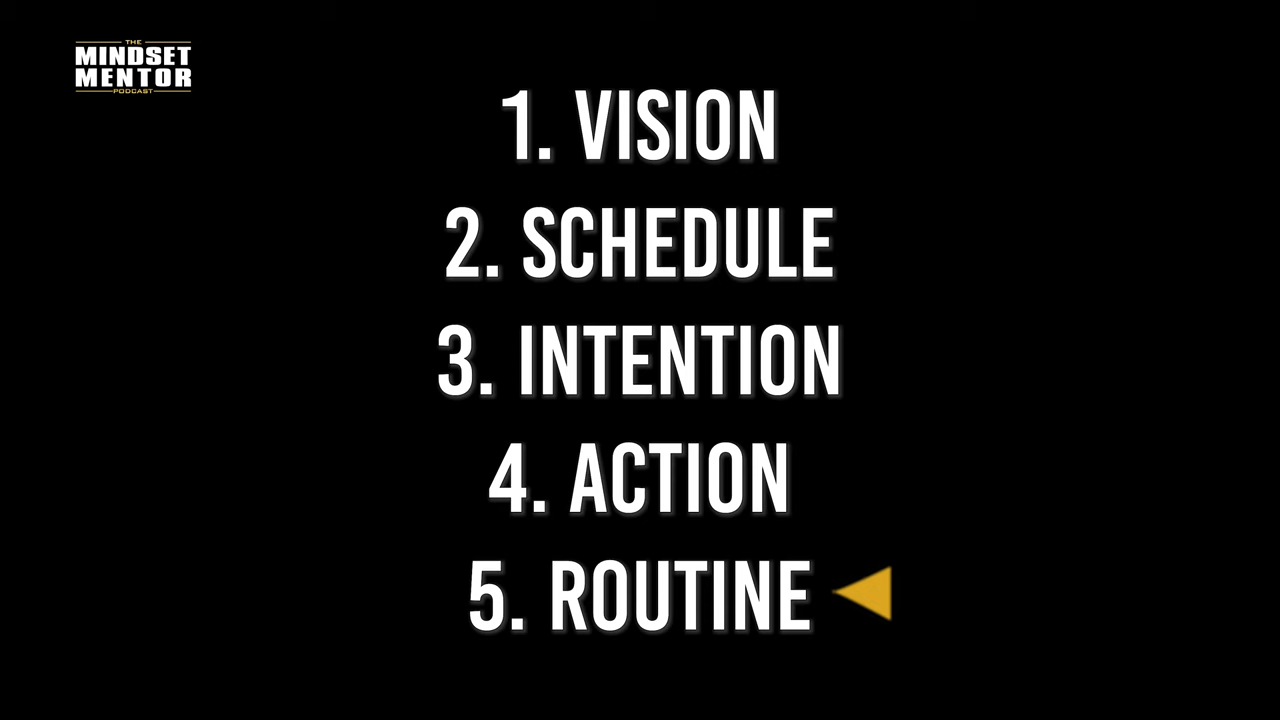 THE
MINDSET
MENTOR
PODCAST
1. VISION
2. SCHEDULE
3. INTENTION
4. ACTION
5. ROUTINE